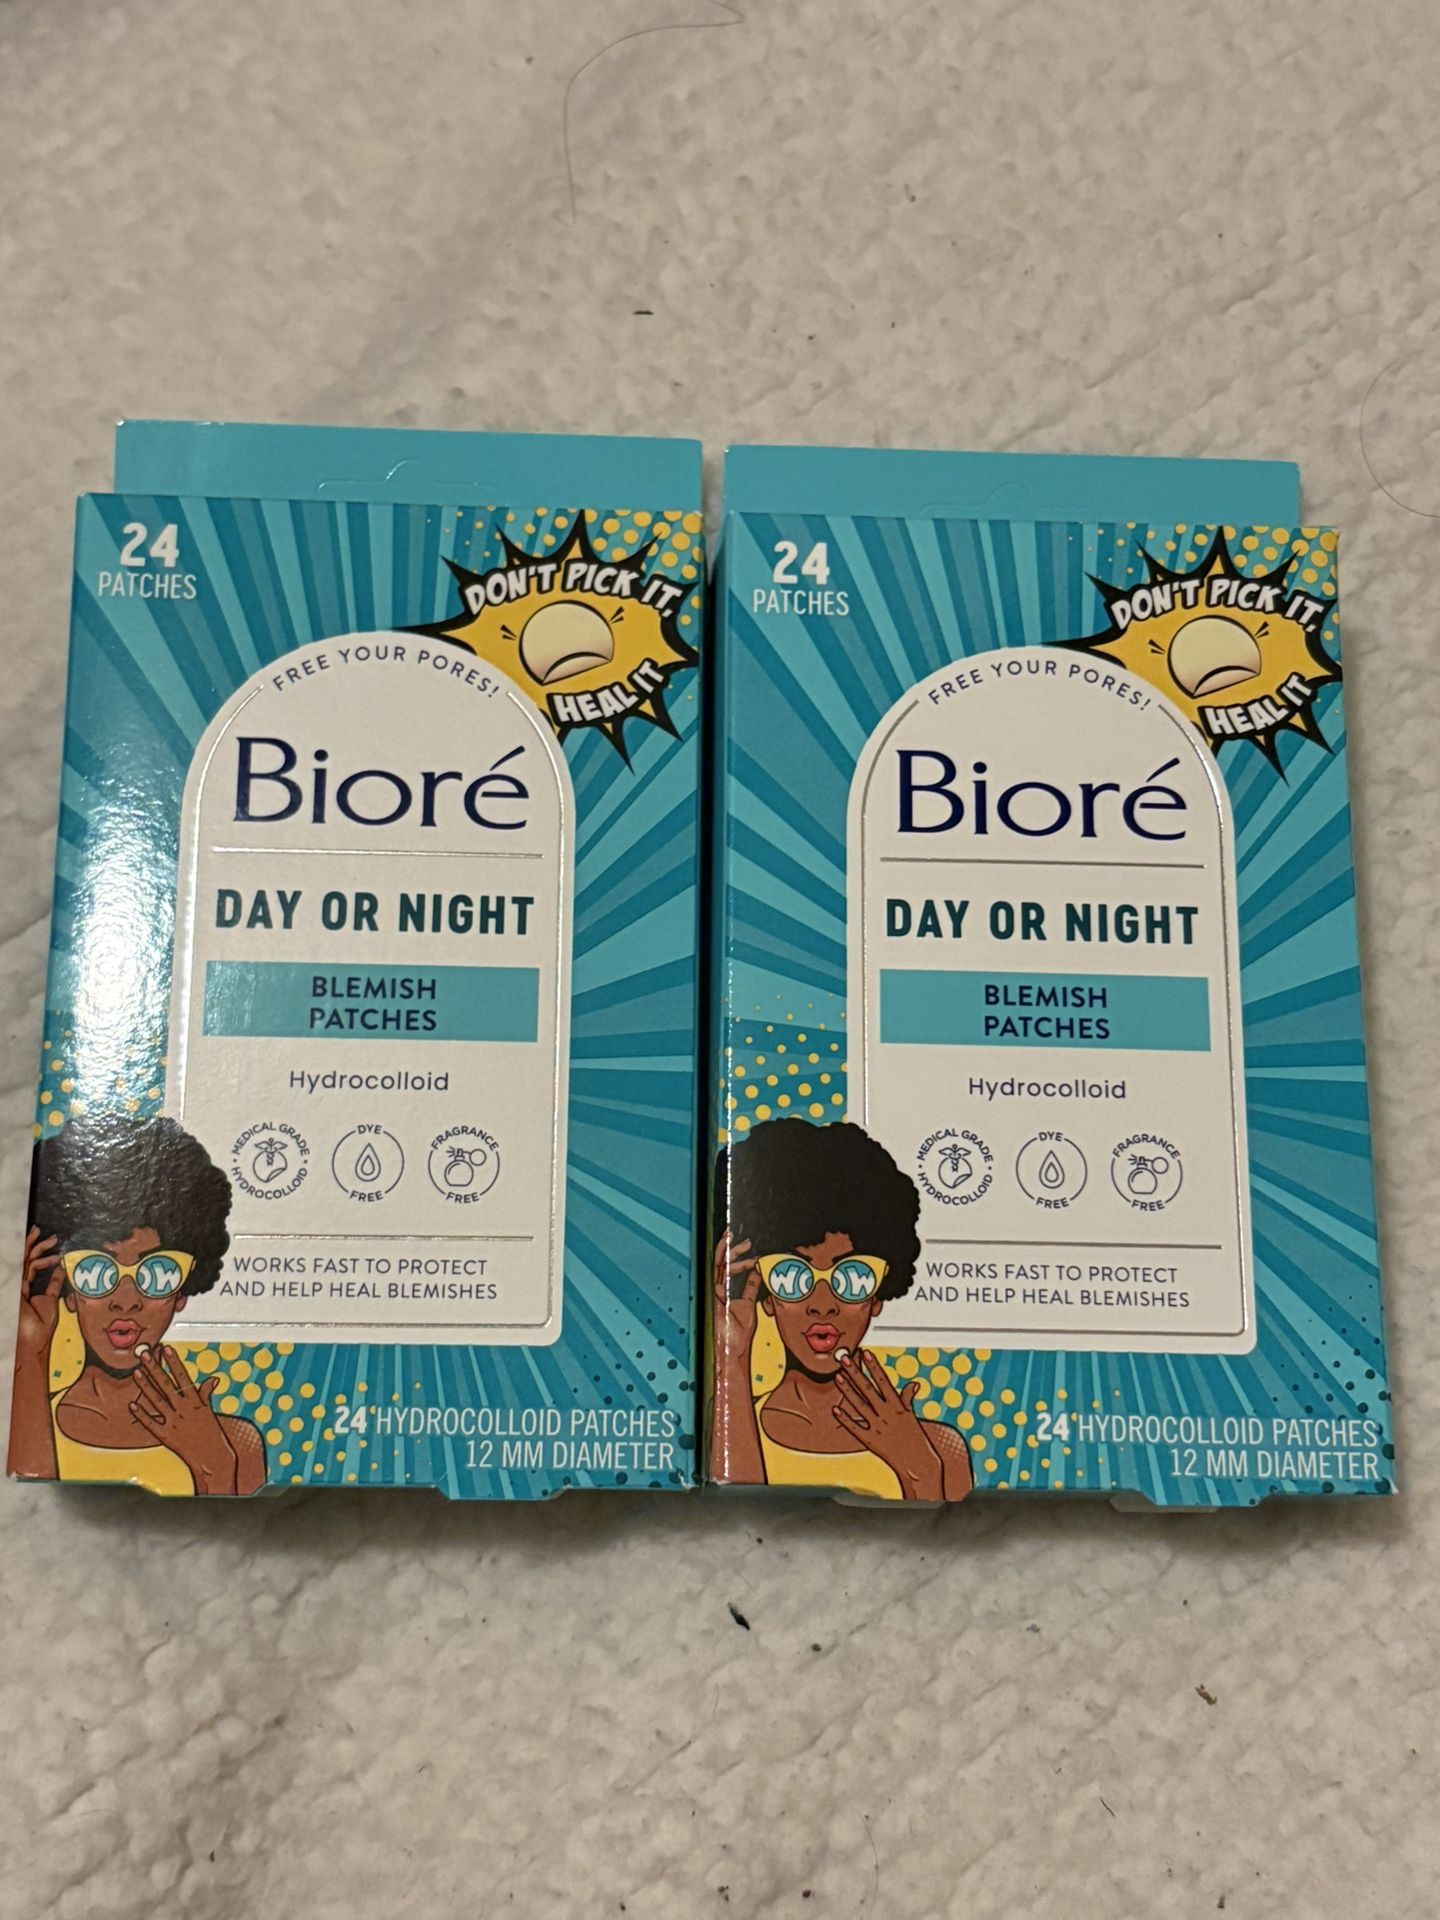 24
PATCHES
DON'T PICK IT,
HEAL IT
FREE YOUR PORES!
Bioré
DAY OR NIGHT
BLEMISH
PATCHES
Hydrocolloid
• MEDICAL GRADE •
HYDROCOLLOID
DYE
FREE
FRAGRANCE
FREE
WORKS FAST TO PROTECT
AND HELP HEAL BLEMISHES
WOW
24 HYDROCOLLOID PATCHES
12 MM DIAMETER
24
PATCHES
DON'T PICK IT,
HEAL IT
FREE YOUR PORES!
Bioré
DAY OR NIGHT
BLEMISH
PATCHES
Hydrocolloid
• MEDICAL GRADE •
HYDROCOLLOID
DYE
FREE
FRAGRANCE
FREE
WORKS FAST TO PROTECT
AND HELP HEAL BLEMISHES
WOW
24 HYDROCOLLOID PATCHES
12 MM DIAMETER